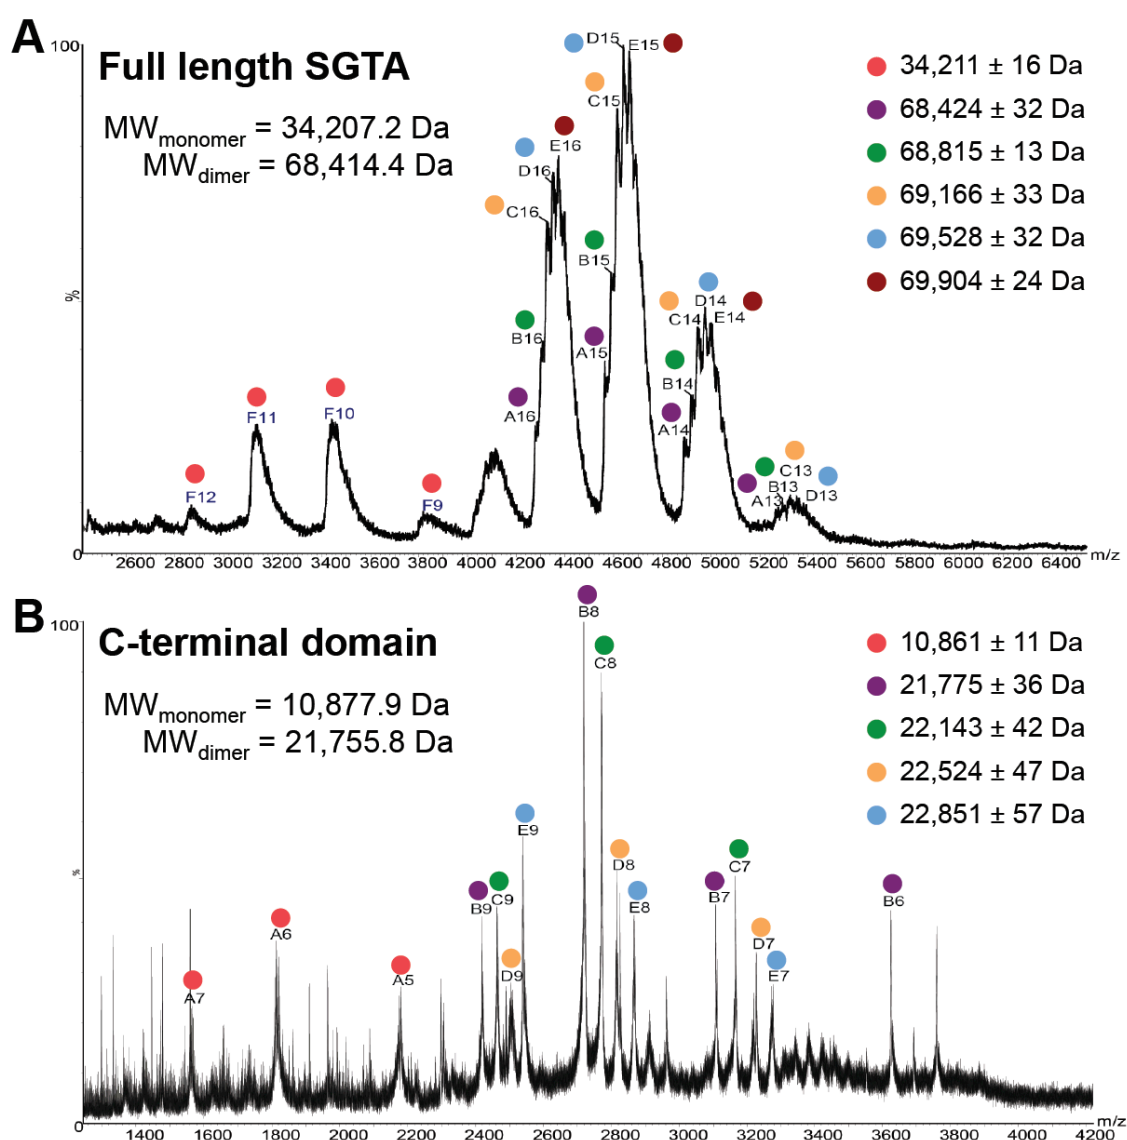 A
100
Full length SGTA
MWmonomer = 34,207.2 Da
MWdimer = 68,414.4 Da
34,211 ± 16 Da
68,424 ± 32 Da
68,815 ± 13 Da
69,166 ± 33 Da
69,528 ± 32 Da
69,904 ± 24 Da
D15 E15
C15
E16
D16
C16
B15
B16
A15
D14
C14 E14
B14
A16
A14
F11 F10
C13
B13
F12 F9 A13 D13
%
0
2600 2800 3000 3200 3400 3600 3800 4000 4200 4400 4600 4800 5000 5200 5400 5600 5800 6000 6200 6400 m/z
B
100
C-terminal domain
MWmonomer = 10,877.9 Da
MWdimer = 21,755.8 Da
10,861 ± 11 Da
21,775 ± 36 Da
22,143 ± 42 Da
22,524 ± 47 Da
22,851 ± 57 Da
B8
C8
E9
D8
C7
B9 C9 E8 B7 B6
A6
D7
A5 D9 E7
A7
%
0
1400 1600 1800 2000 2200 2400 2600 2800 3000 3200 3400 3600 3800 4000 4200 m/z